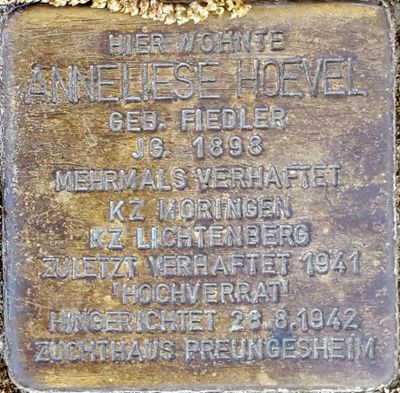 HIER WOHNTE
ANNELIESE HOEVEL
GEB. FIEDLER
JG. 1898
MEHRMALS VERHAFTET
KZ MORINGEN
KZ LICHTENBERG
ZULETZT VERHAFTET 1941
'HOCHVERRAT'
HINGERICHTET 28.8.1942
ZUCHTHAUS PREUNGESHEIM